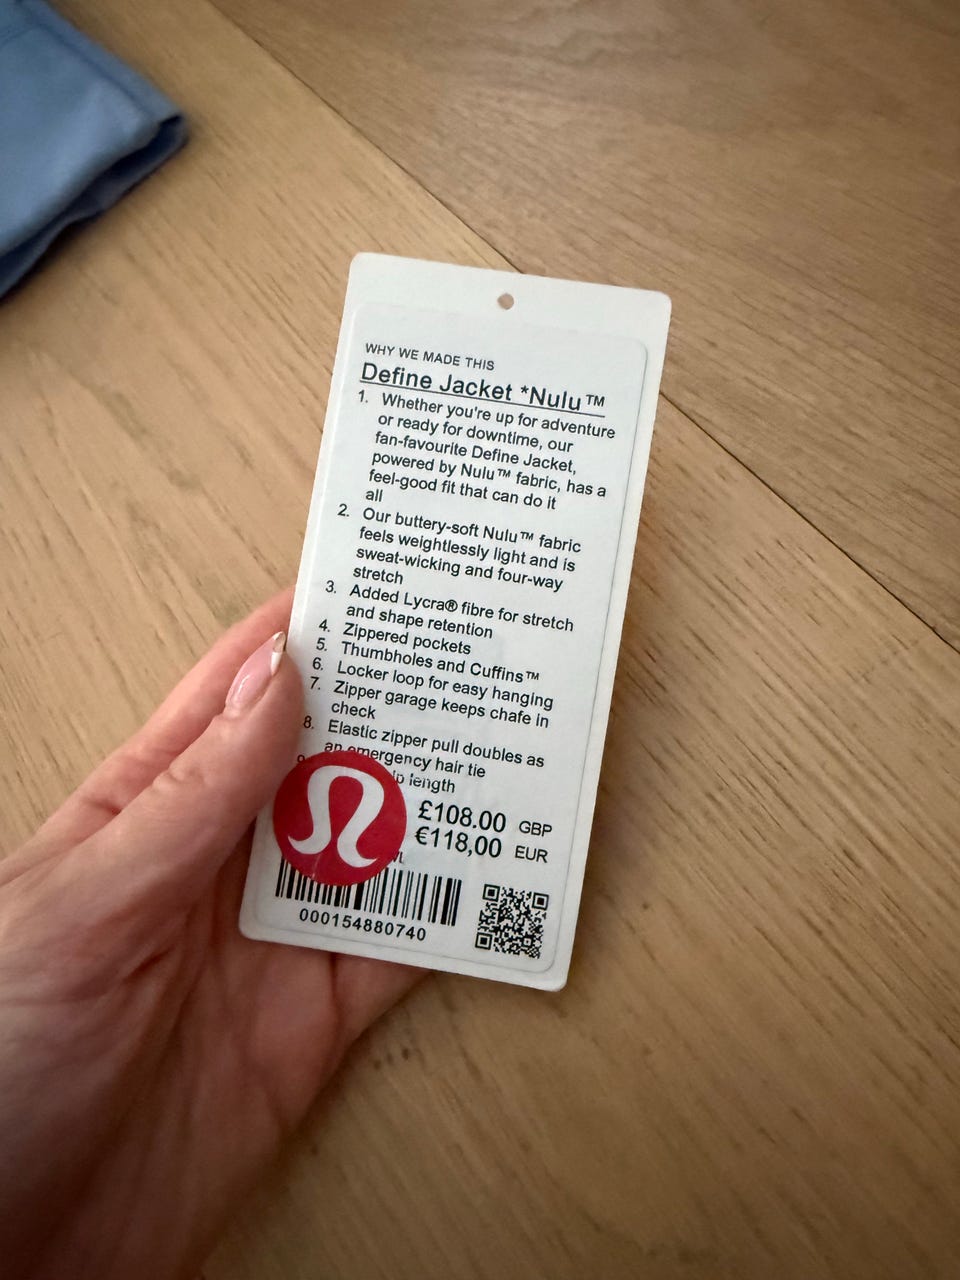 WHY WE MADE THIS
Define Jacket *Nulu™
1. Whether you're up for adventure
or ready for downtime, our
fan-favourite Define Jacket,
powered by Nulu™ fabric, has a
feel-good fit that can do it
all
2. Our buttery-soft Nulu™ fabric
feels weightlessly light and is
sweat-wicking and four-way
stretch
3. Added Lycra® fibre for stretch
and shape retention
4. Zippered pockets
5. Thumbholes and Cuffins™
6. Locker loop for easy hanging
7. Zipper garage keeps chafe in
check
8. Elastic zipper pull doubles as
an emergency hair tie
length
£108.00 GBP
€118,00 EUR
000154880740